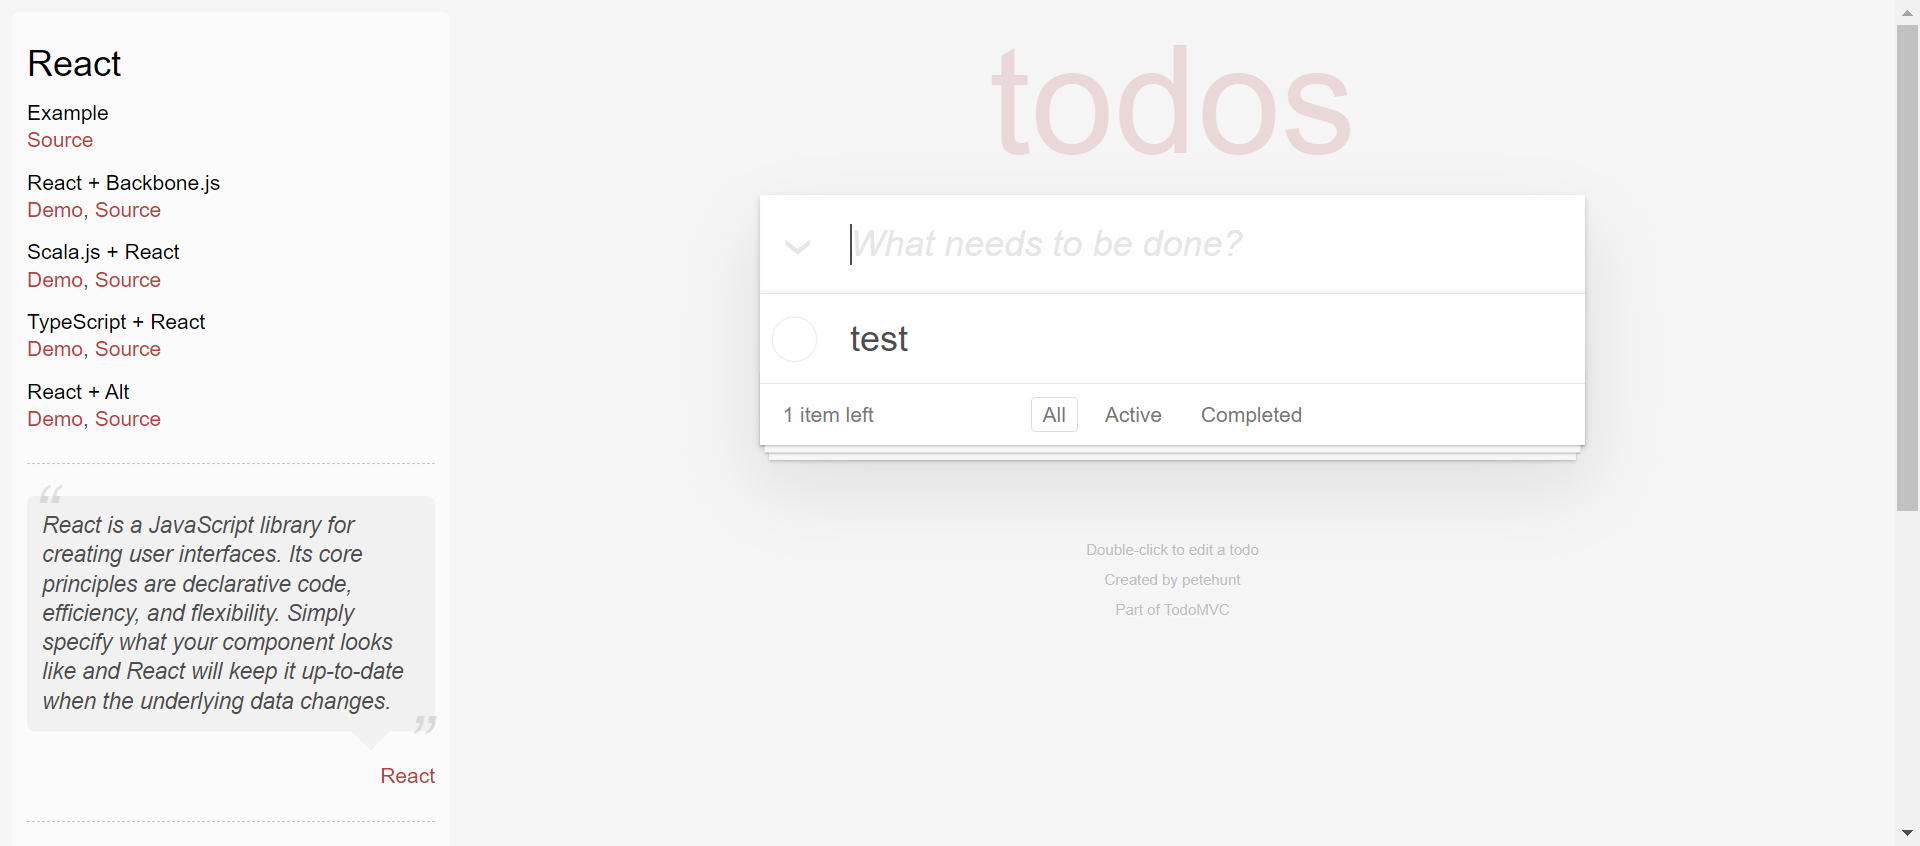 React
Example
Source
React + Backbone.js
Demo, Source
Scala.js + React
Demo, Source
TypeScript + React
Demo, Source
React + Alt
Demo, Source
“
React is a JavaScript library for
creating user interfaces. Its core
principles are declarative code,
efficiency, and flexibility. Simply
specify what your component looks
like and React will keep it up-to-date
when the underlying data changes.
”
React
todos
What needs to be done?
test
1 item left All Active Completed
Double-click to edit a todo
Created by petehunt
Part of TodoMVC